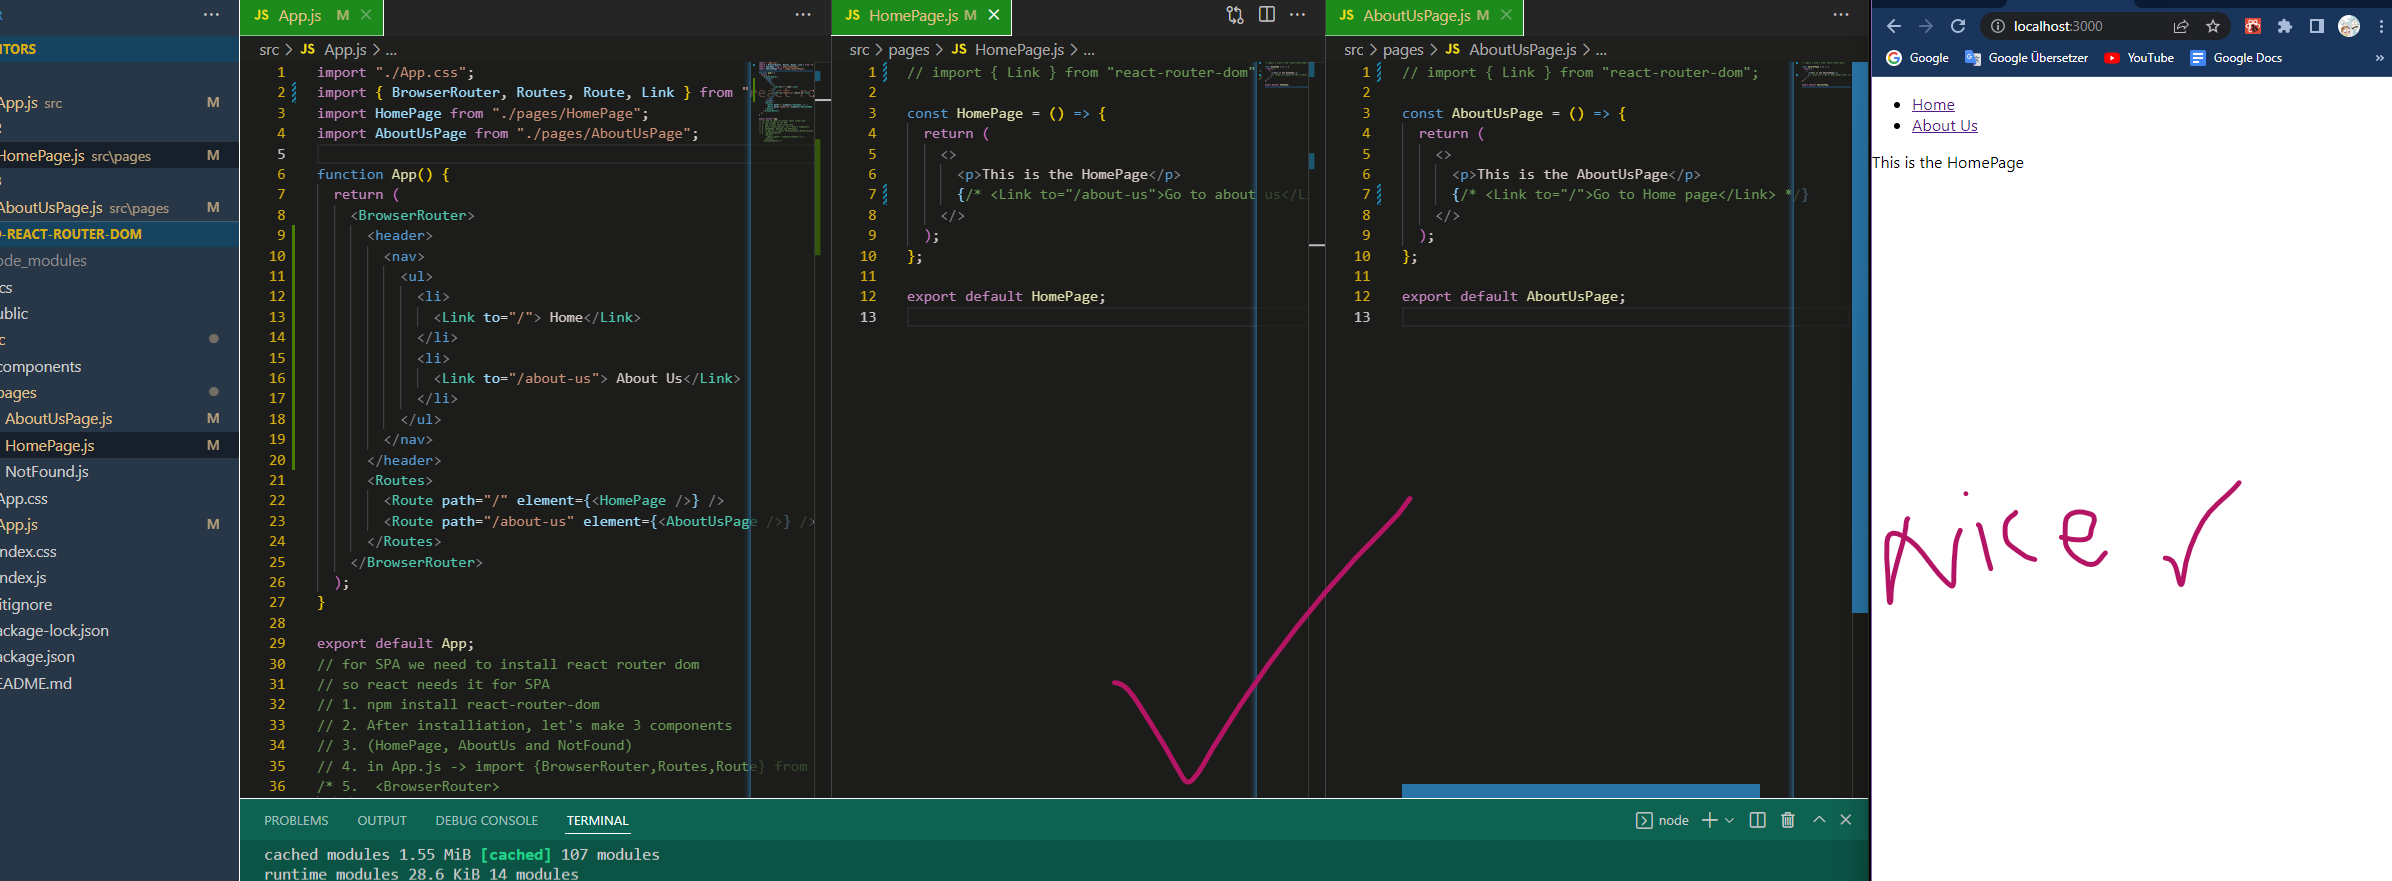 ITORS
App.js src M
HomePage.js src\pages M
AboutUsPage.js src\pages M
-REACT-ROUTER-DOM
ode_modules
cs
ublic
c
components
pages
AboutUsPage.js M
HomePage.js M
NotFound.js
App.css
App.js M
ndex.css
ndex.js
itignore
ackage-lock.json
ackage.json
EADME.md
JS App.js M
src > JS App.js > ...
1 import "./App.css";
2 import { BrowserRouter, Routes, Route, Link } from "react-ro
3 import HomePage from "./pages/HomePage";
4 import AboutUsPage from "./pages/AboutUsPage";
5
6 function App() {
7 return (
8 <BrowserRouter>
9 <header>
10 <nav>
11 <ul>
12 <li>
13 <Link to="/"> Home</Link>
14 </li>
15 <li>
16 <Link to="/about-us"> About Us</Link>
17 </li>
18 </ul>
19 </nav>
20 </header>
21 <Routes>
22 <Route path="/" element={<HomePage />} />
23 <Route path="/about-us" element={<AboutUsPage />} />
24 </Routes>
25 </BrowserRouter>
26 );
27 }
28
29 export default App;
30 // for SPA we need to install react router dom
31 // so react needs it for SPA
32 // 1. npm install react-router-dom
33 // 2. After installiation, let's make 3 components
34 // 3. (HomePage, AboutUs and NotFound)
35 // 4. in App.js -> import {BrowserRouter,Routes,Route} from
36 /* 5. <BrowserRouter>
JS HomePage.js M
src > pages > JS HomePage.js > ...
1 // import { Link } from "react-router-dom";
2
3 const HomePage = () => {
4 return (
5 <>
6 <p>This is the HomePage</p>
7 {/* <Link to="/about-us">Go to about us</L
8 </>
9 );
10 };
11
12 export default HomePage;
13
JS AboutUsPage.js M
src > pages > JS AboutUsPage.js > ...
1 // import { Link } from "react-router-dom";
2
3 const AboutUsPage = () => {
4 return (
5 <>
6 <p>This is the AboutUsPage</p>
7 {/* <Link to="/">Go to Home page</Link> */}
8 </>
9 );
10 };
11
12 export default AboutUsPage;
13
PROBLEMS OUTPUT DEBUG CONSOLE TERMINAL
node
cached modules 1.55 MiB [cached] 107 modules
runtime modules 28.6 KiB 14 modules
localhost:3000
Google Google Übersetzer YouTube Google Docs »
Home
About Us
This is the HomePage
Nice